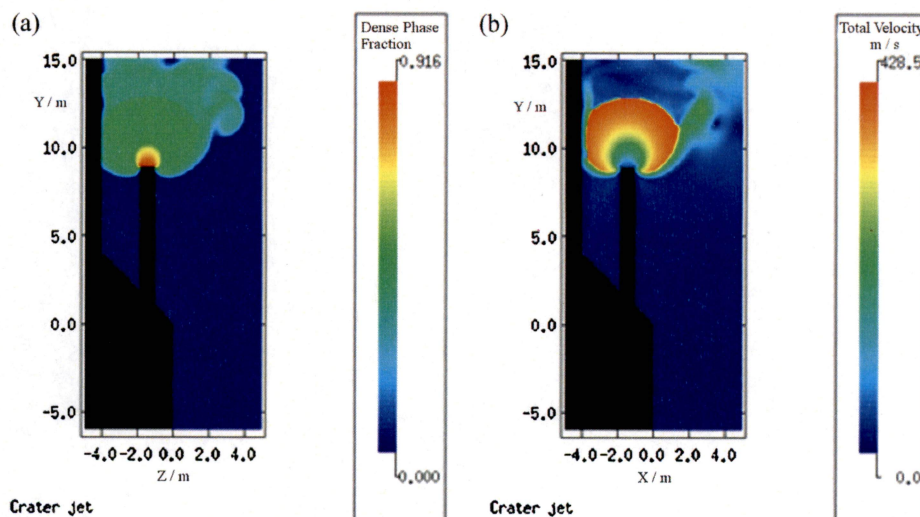 (a)
Dense Phase
Fraction
0.916
0.000
15.0
Y / m
10.0
5.0
0.0
-5.0
-4.0 -2.0 0.0 2.0 4.0
Z / m
Crater jet
(b)
Total Velocity
m / s
428.5
0.0
15.0
Y / m
10.0
5.0
0.0
-5.0
-4.0 -2.0 0.0 2.0 4.0
X / m
Crater jet